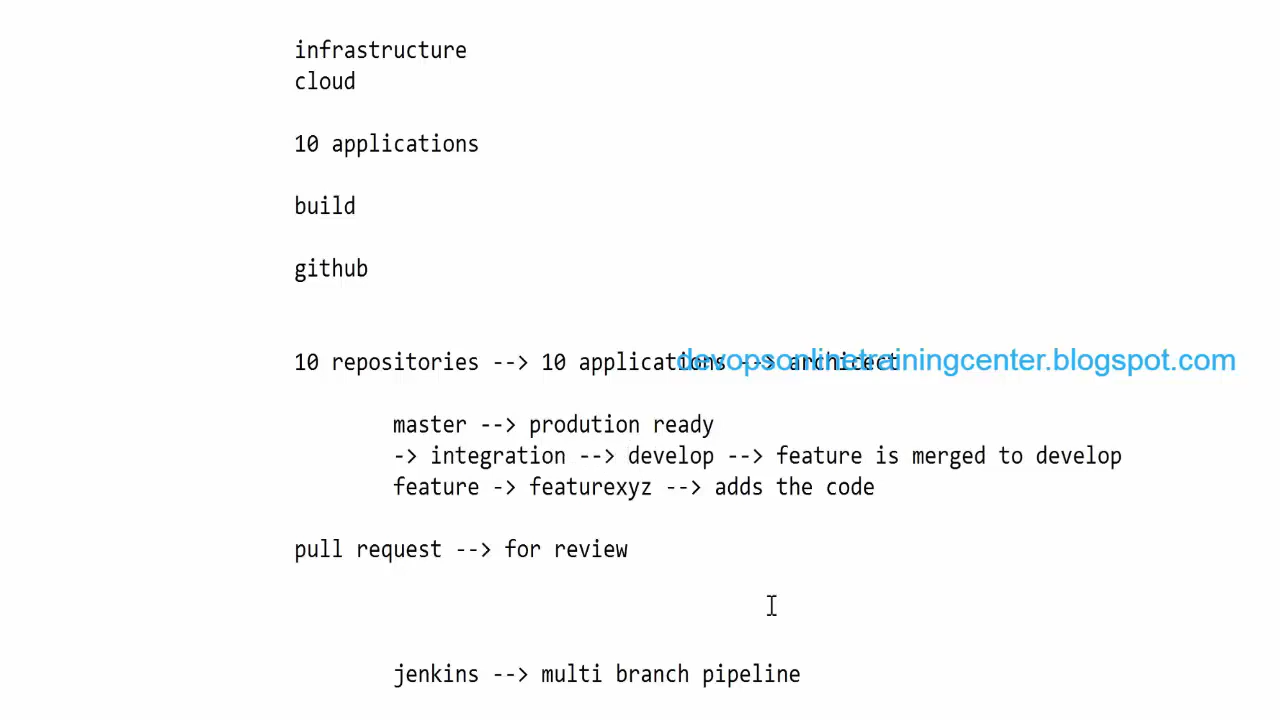 infrastructure
cloud
10 applications
build
github
10 repositories --> 10 applications --> architect
devopsonlinetrainingcenter.blogspot.com
master --> prodution ready
-> integration --> develop --> feature is merged to develop
feature -> featurexyz --> adds the code
pull request --> for review
jenkins --> multi branch pipeline